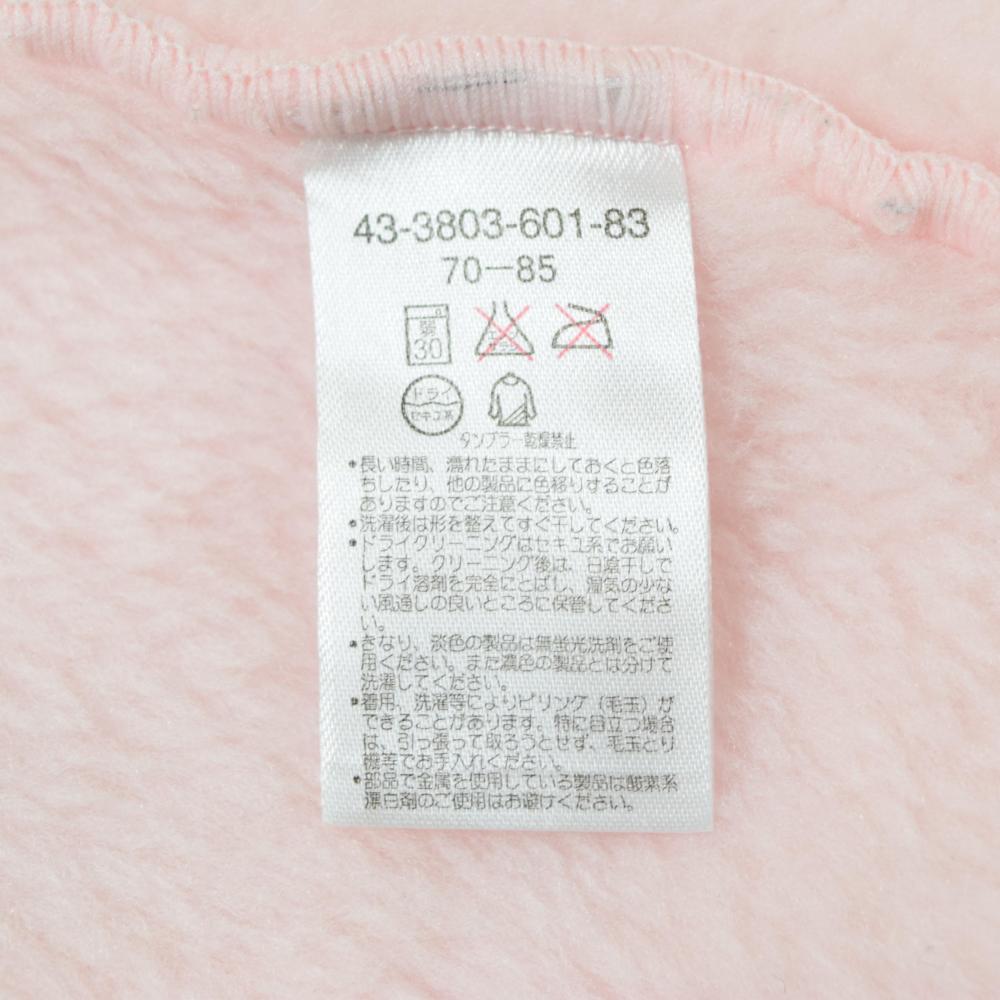 43-3803-601-83
70−85
弱
30
エンソ
サラシ
ドライ
セキユ系
タンブラー乾燥禁止
*長い時間、濡れたままにしておくと色落
ちしたり、他の製品に色移りすることが
ありますのでご注意ください。
*洗濯後は形を整えてすぐ干してください。
*ドライクリーニングはセキユ系でお願い
します。クリーニング後は、日陰干しで
ドライ溶剤を完全にとばし、湿気の少な
い風通しの良いところに保管してくださ
い。
*きなり、淡色の製品は無蛍光洗剤をご使
用ください。また濃色の製品とは分けて
洗濯してください。
*着用、洗濯等によりピリング（毛玉）が
できることがあります。特に目立つ場合
は、引っ張って取ろうとせず、毛玉とり
機等でお手入れください。
*部品で金属を使用している製品は酸素系
漂白剤のご使用はお避けください。